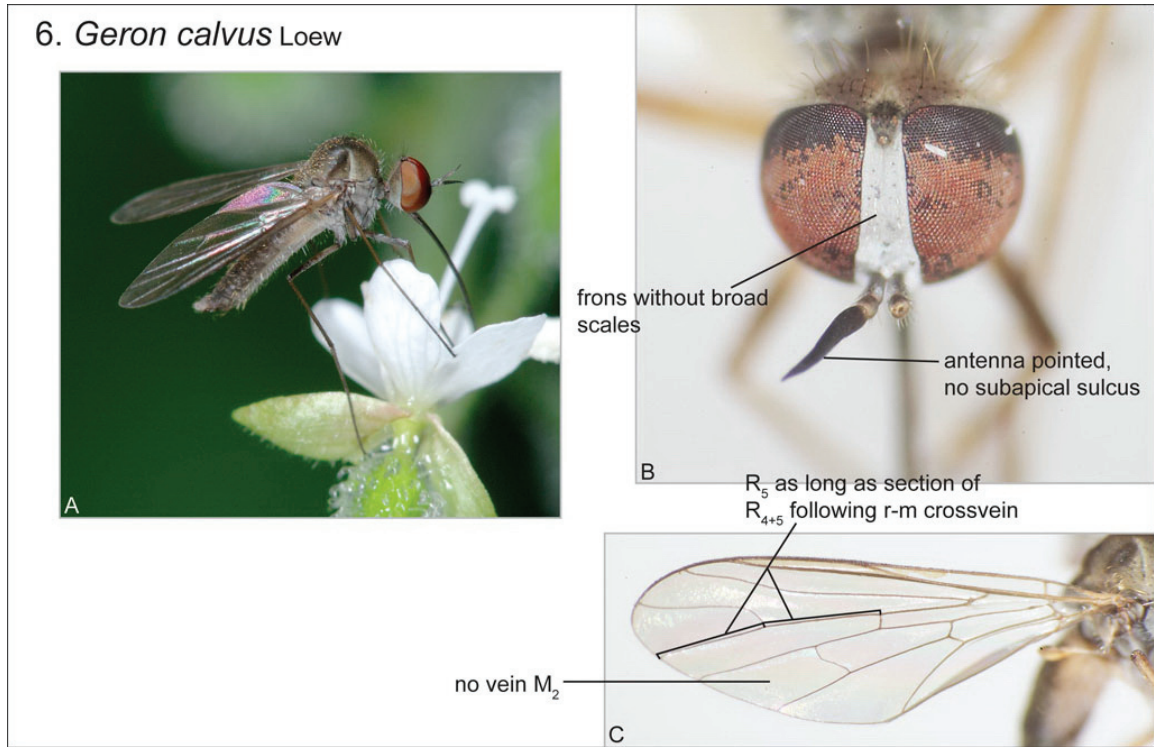 6. Geron calvus Loew
A
frons without broad
scales
antenna pointed,
no subapical sulcus
B
R5 as long as section of
R4+5 following r-m crossvein
no vein M2
C